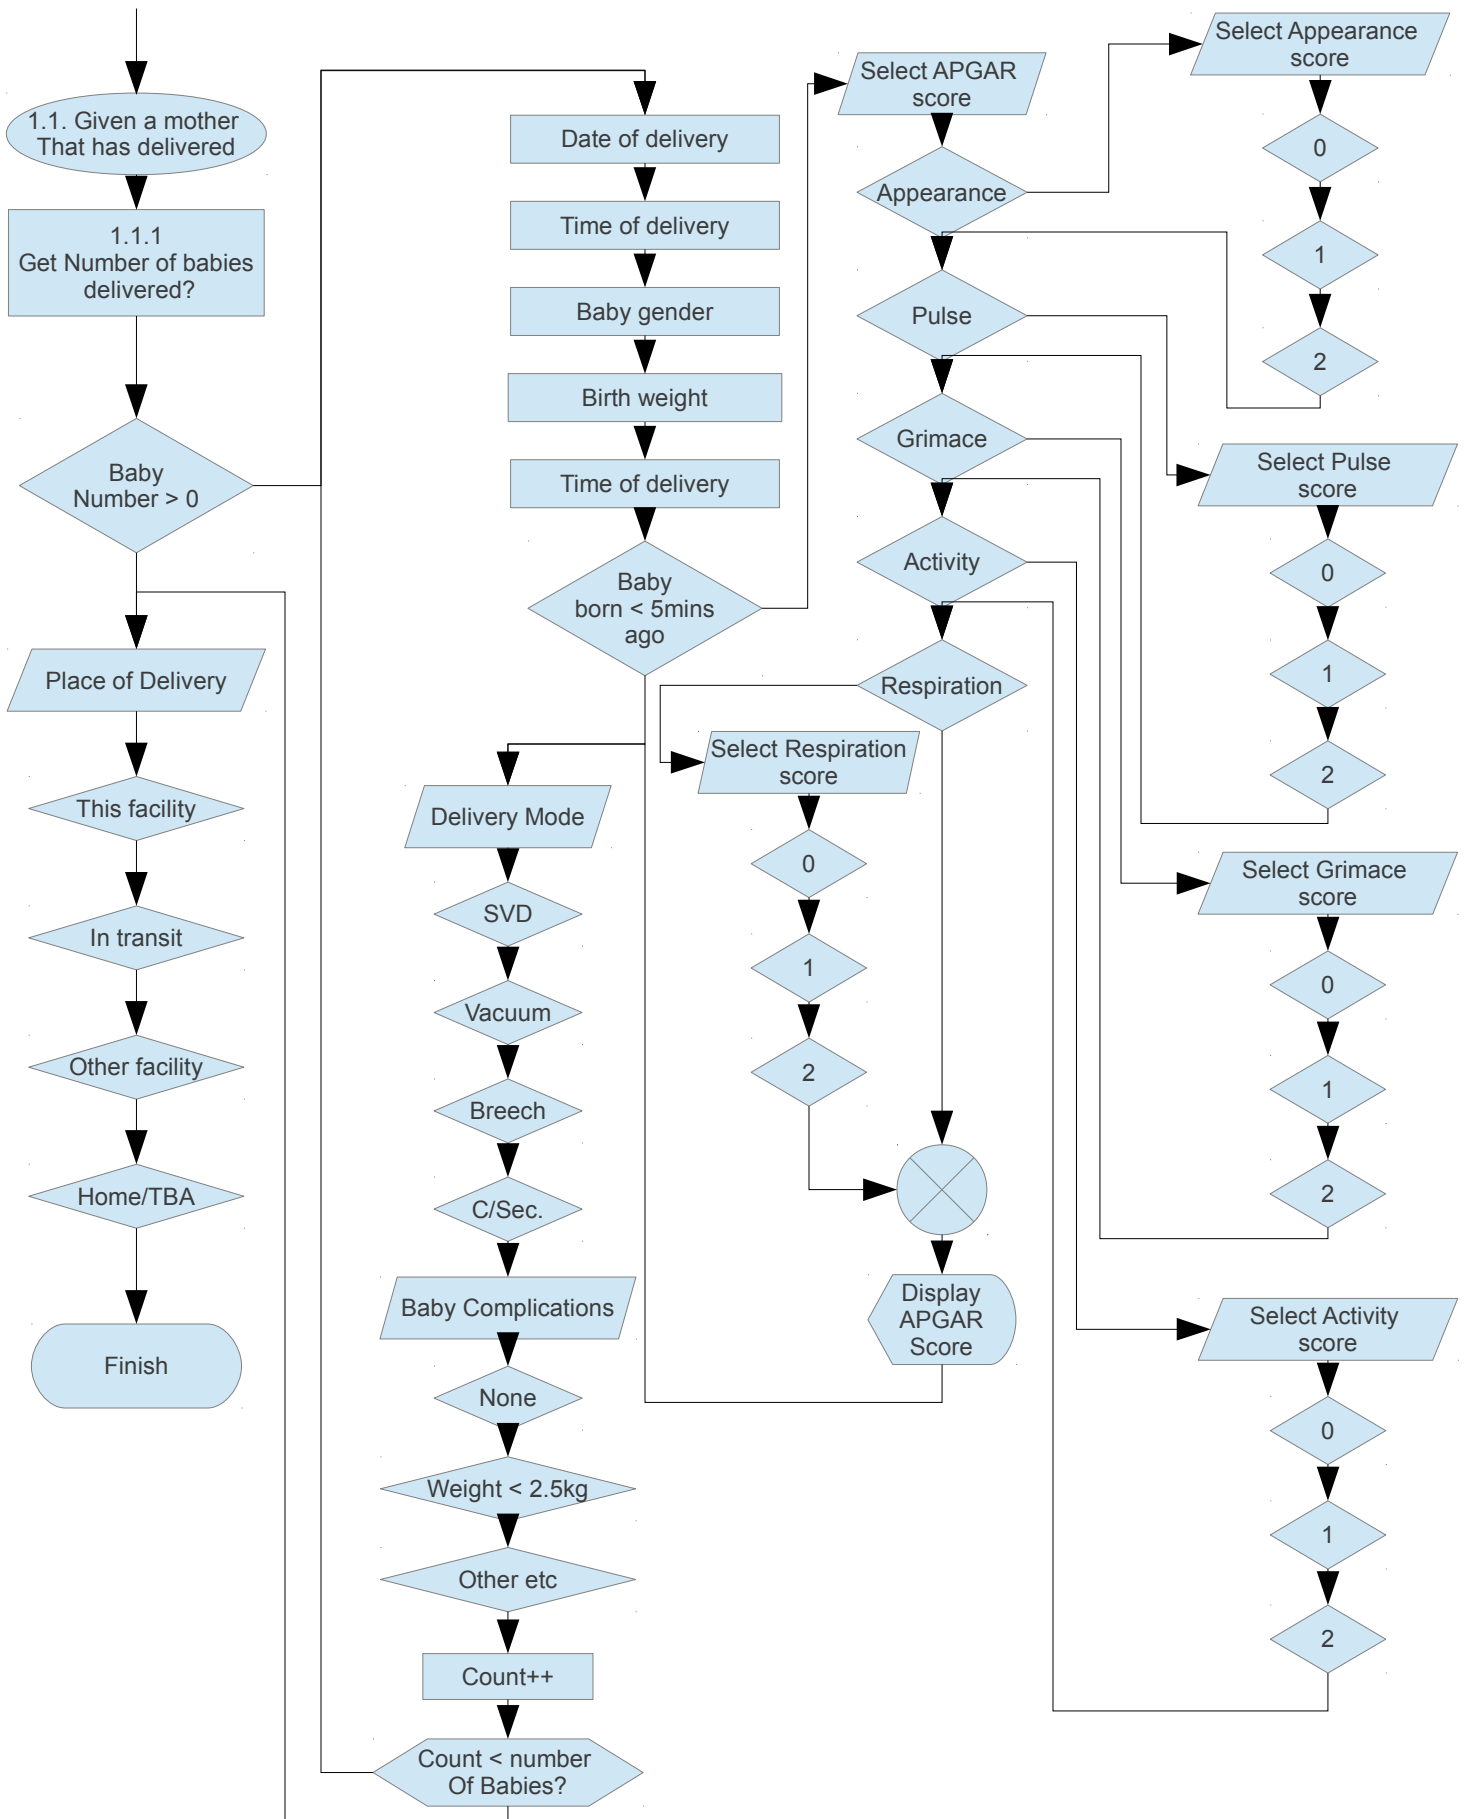 1.1. Given a mother
That has delivered
1.1.1
Get Number of babies
delivered?
Baby
Number > 0
Place of Delivery
This facility
In transit
Other facility
Home/TBA
Finish
Date of delivery
Time of delivery
Baby gender
Birth weight
Time of delivery
Baby
born < 5mins
ago
Delivery Mode
SVD
Vacuum
Breech
C/Sec.
Baby Complications
None
Weight < 2.5kg
Other etc
Count++
Count < number
Of Babies?
Select APGAR
score
Appearance
Pulse
Grimace
Activity
Respiration
Select Respiration
score
0
1
2
Display
APGAR
Score
Select Appearance
score
0
1
2
Select Pulse
score
0
1
2
Select Grimace
score
0
1
2
Select Activity
score
0
1
2